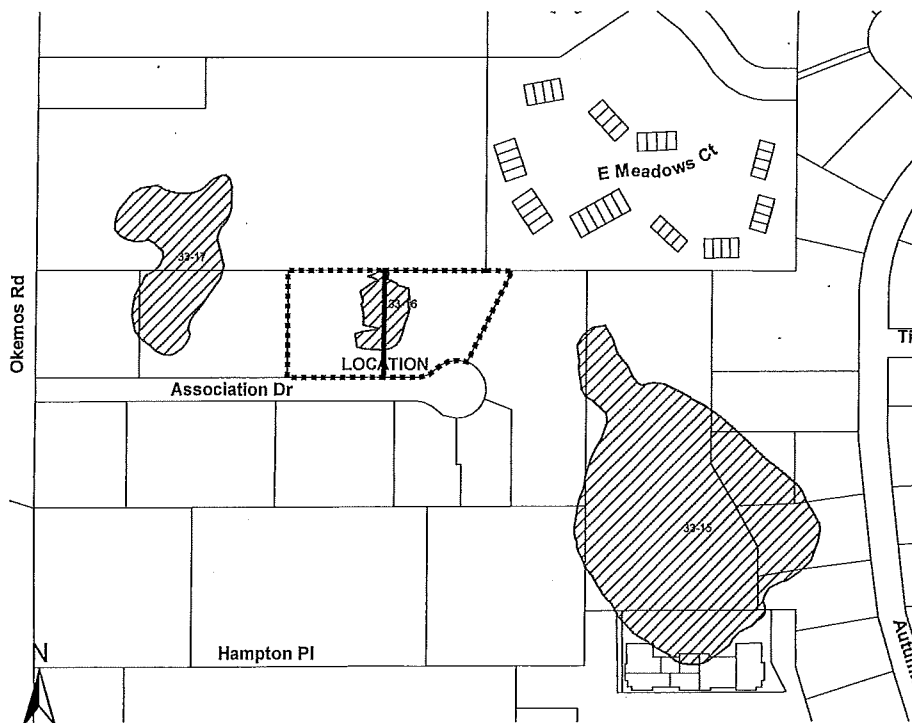 E Meadows Ct
33-17
Okemos Rd
33-16
LOCATION
Association Dr
33-15
Hampton Pl
N